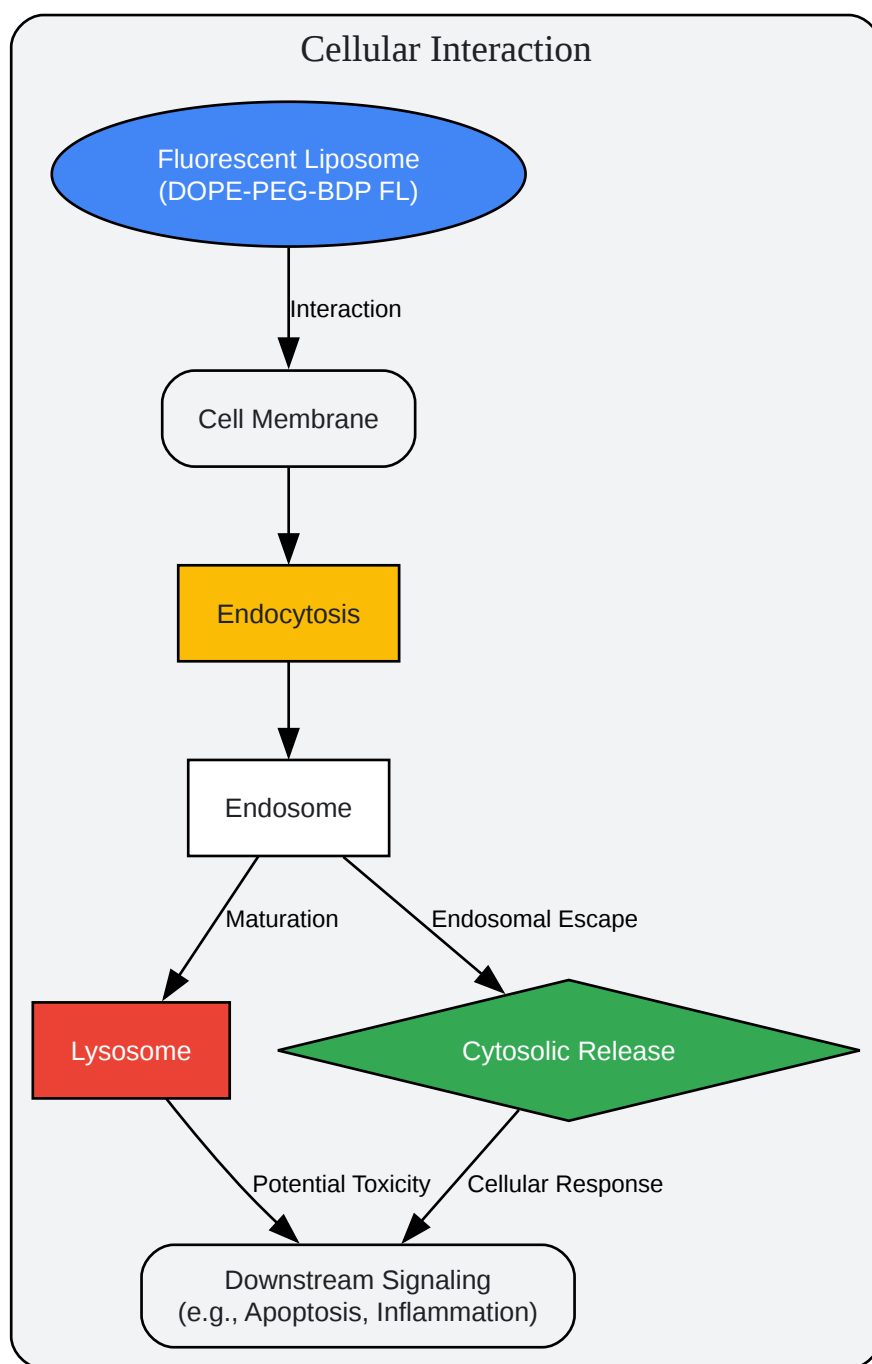 Cellular Interaction
Fluorescent Liposome
(DOPE-PEG-BDP FL)
Interaction
Cell Membrane
Endocytosis
Endosome
Maturation
Endosomal Escape
Lysosome
Cytosolic Release
Potential Toxicity
Cellular Response
Downstream Signaling
(e.g., Apoptosis, Inflammation)